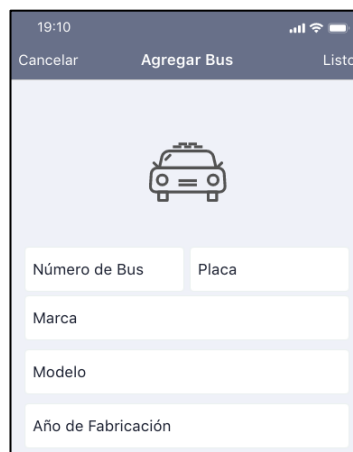 19:10
Cancelar Agregar Bus Listo
Número de Bus Placa
Marca
Modelo
Año de Fabricación